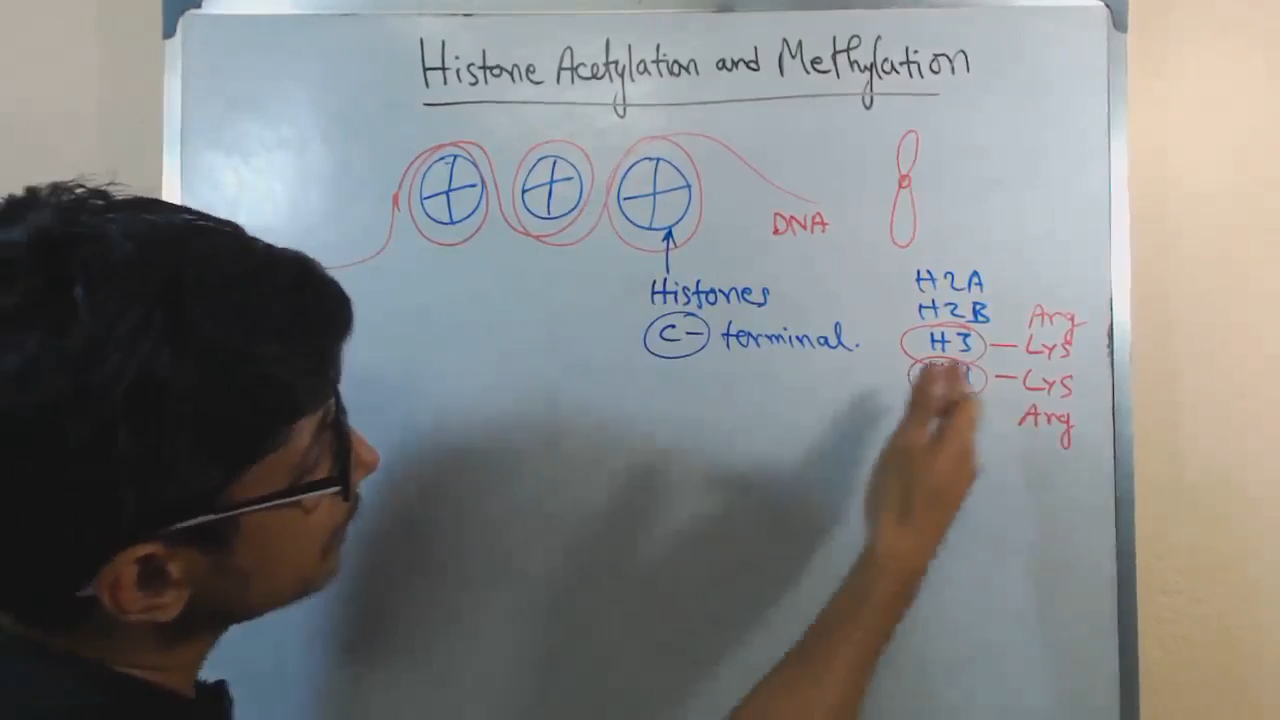 Histone Acetylation and Methylation
DNA
Histones
C- terminal.
H2A
H2B
Arg
H3 - Lys
- Lys
Arg